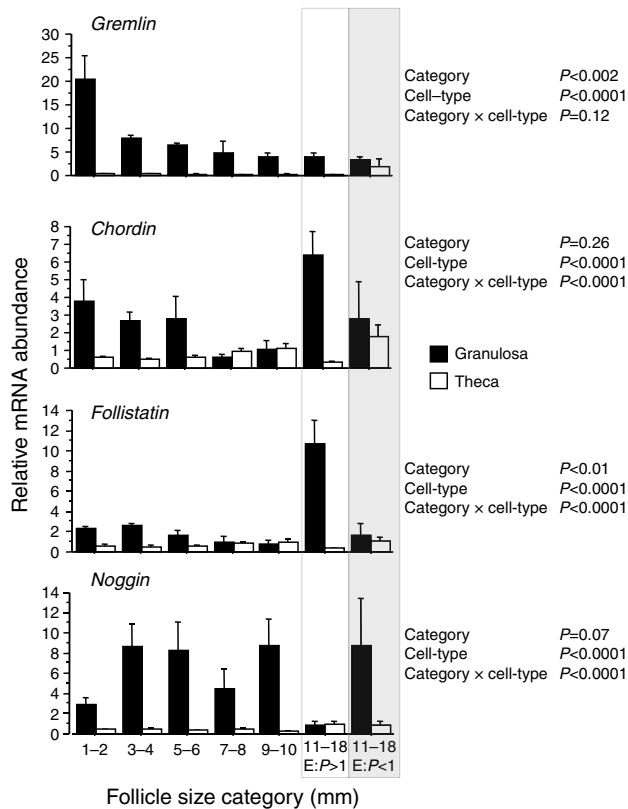 Gremlin
30
25
20
15
10
5
0
Category P<0.002
Cell–type P<0.0001
Category × cell-type P=0.12
Chordin
8
7
6
5
4
3
2
1
0
Category P=0.26
Cell-type P<0.0001
Category × cell-type P<0.0001
Granulosa
Theca
Relative mRNA abundance
Follistatin
14
12
10
8
6
4
2
0
Category P<0.01
Cell-type P<0.0001
Category × cell-type P<0.0001
Noggin
14
12
10
8
6
4
2
0
Category P=0.07
Cell-type P<0.0001
Category × cell-type P<0.0001
1–2 3–4 5–6 7–8 9–10 11–18 11–18
E:P>1 E:P<1
Follicle size category (mm)